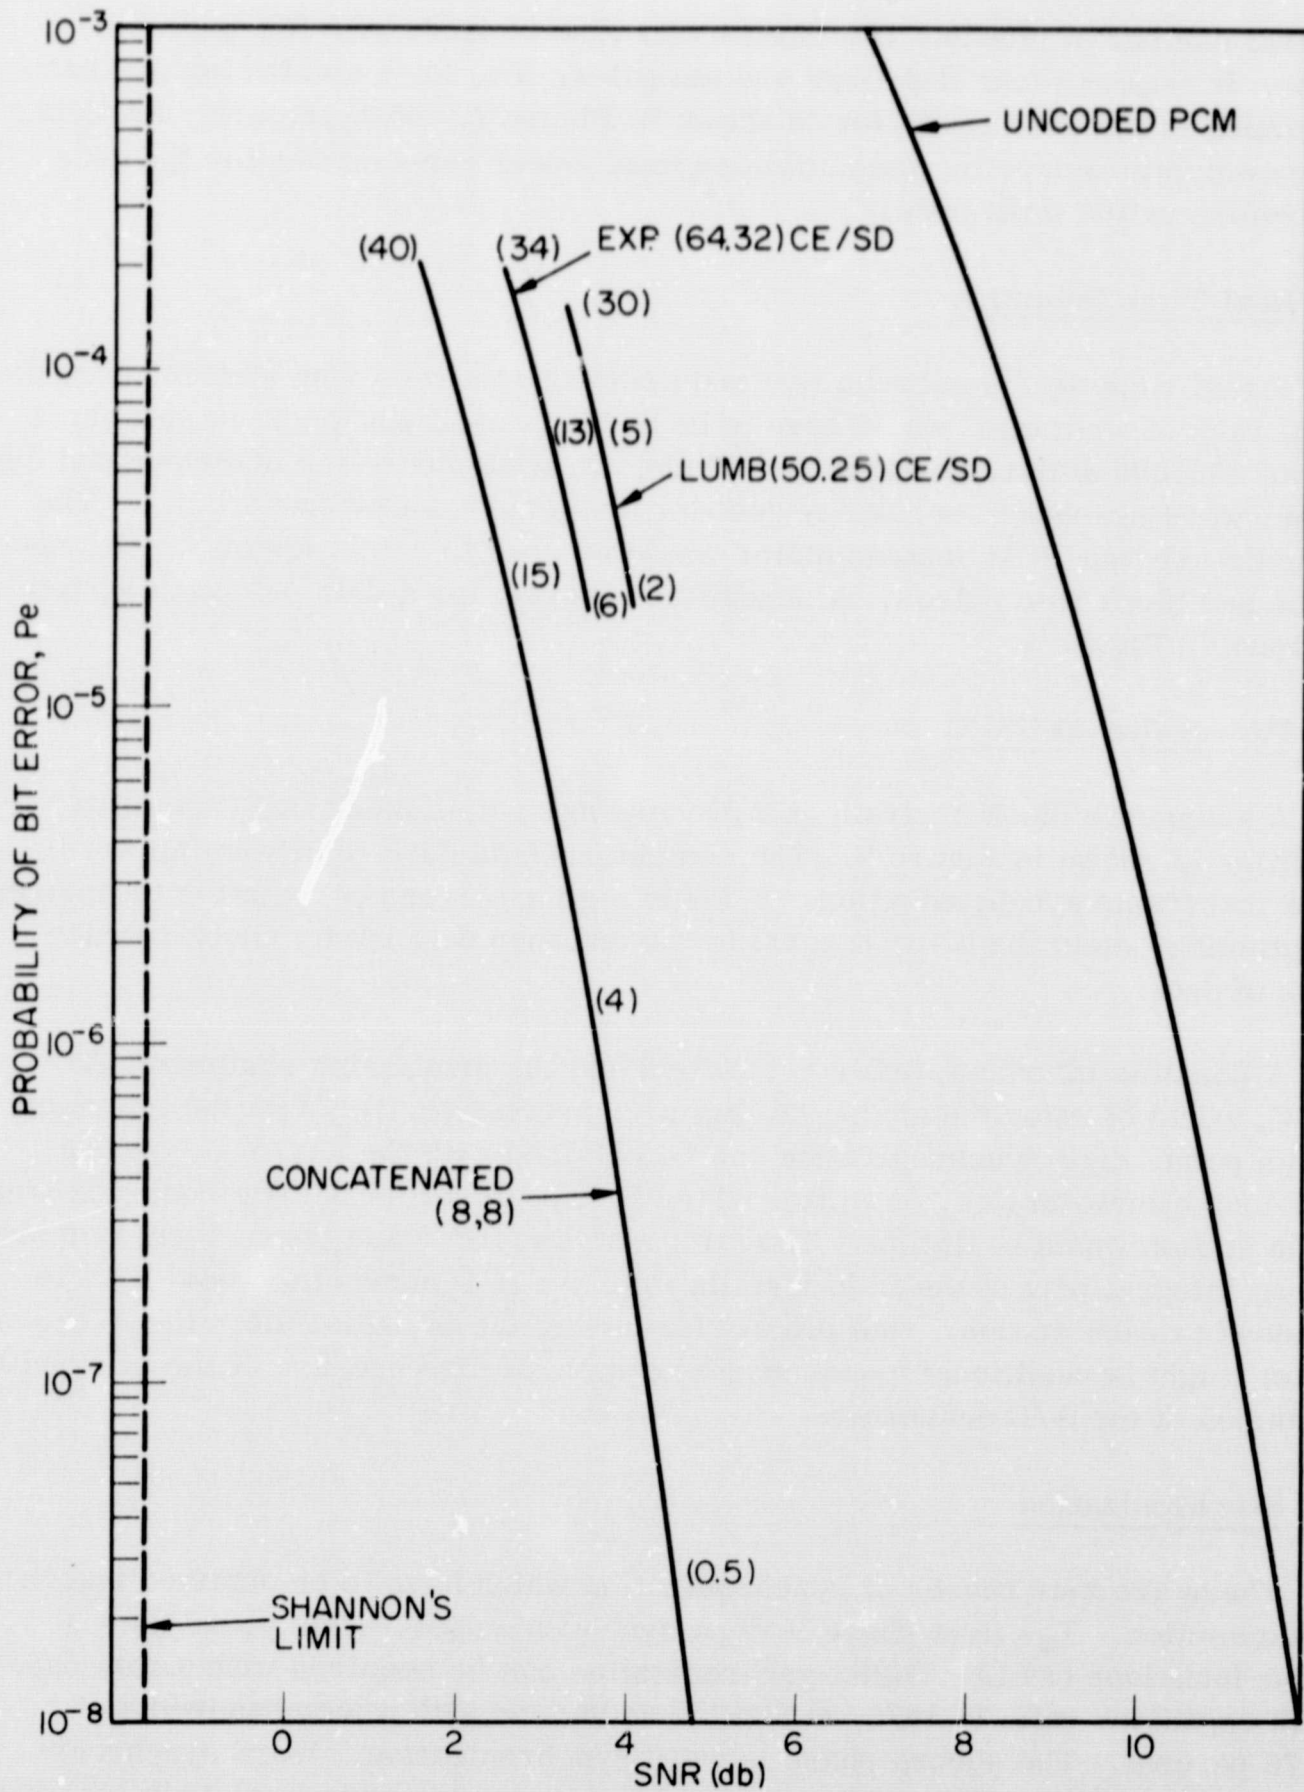 10-3
UNCODED PCM
(40)
(34)
EXP. (64.32) CE/SD
(30)
10-4
(13)
(5)
LUMB(50.25) CE/SD
(15)
(6)
(2)
10-5
PROBABILITY OF BIT ERROR, Pe
(4)
10-6
CONCATENATED
(8,8)
10-7
(0.5)
SHANNON'S
LIMIT
10-8
0 2 4 6 8 10
SNR (db)